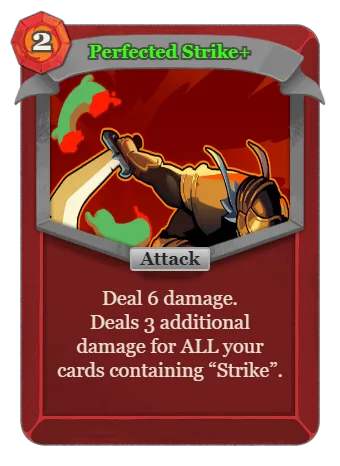 2
Perfected Strike+
Attack
Deal 6 damage.
Deals 3 additional
damage for ALL your
cards containing “Strike”.